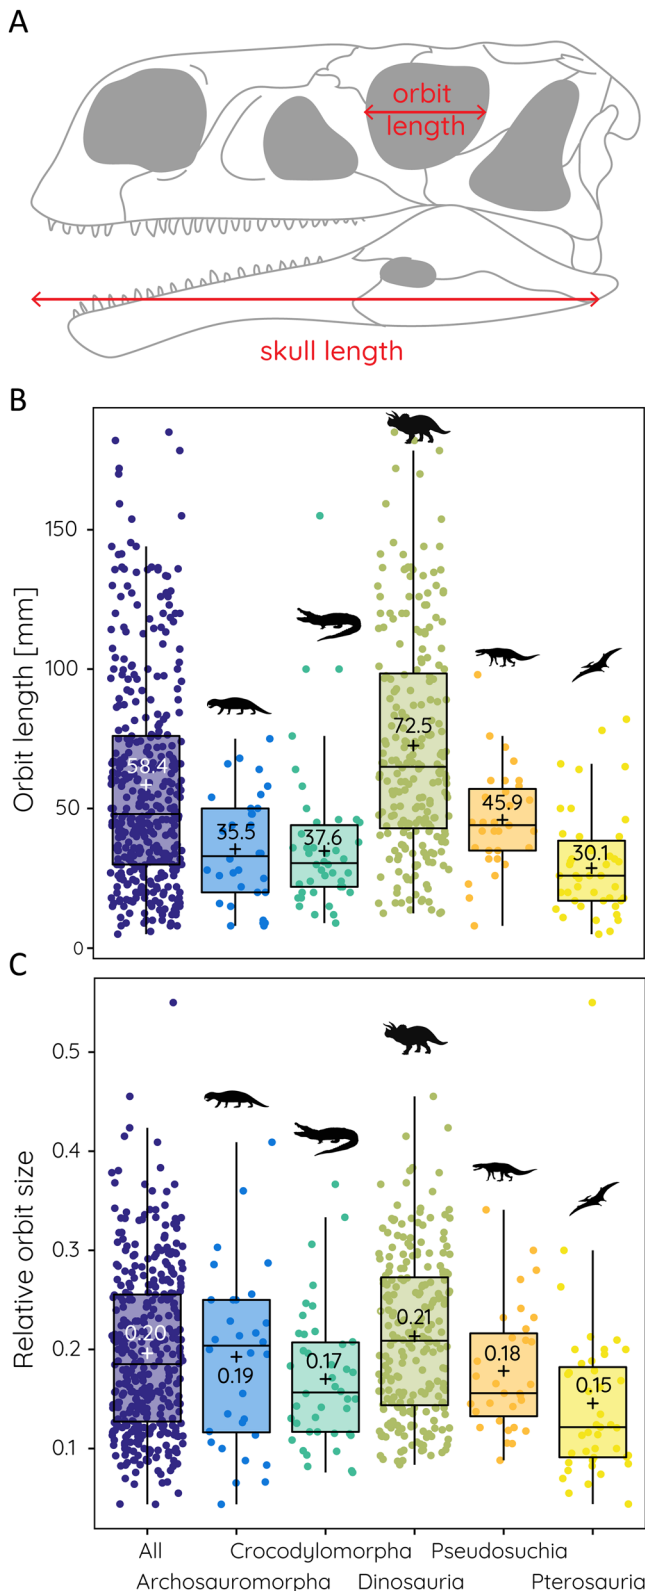 A
orbit
length
skull length
B
Orbit length [mm]
150
100
50
0
58.4
35.5
37.6
72.5
45.9
30.1
C
Relative orbit size
0.5
0.4
0.3
0.2
0.1
0.20
0.19
0.17
0.21
0.18
0.15
All
Crocodylomorpha
Pseudosuchia
Archosauromorpha
Dinosauria
Pterosauria